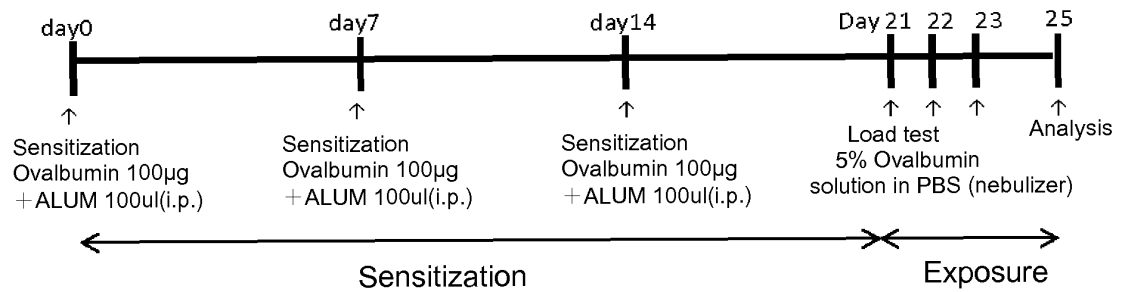 day0 day7 day14 Day 21 22 23 25
Sensitization
Ovalbumin 100µg
＋ALUM 100ul(i.p.)
Sensitization
Ovalbumin 100µg
＋ALUM 100ul(i.p.)
Sensitization
Ovalbumin 100µg
＋ALUM 100ul(i.p.)
Load test
5% Ovalbumin
solution in PBS (nebulizer)
Analysis
Sensitization
Exposure